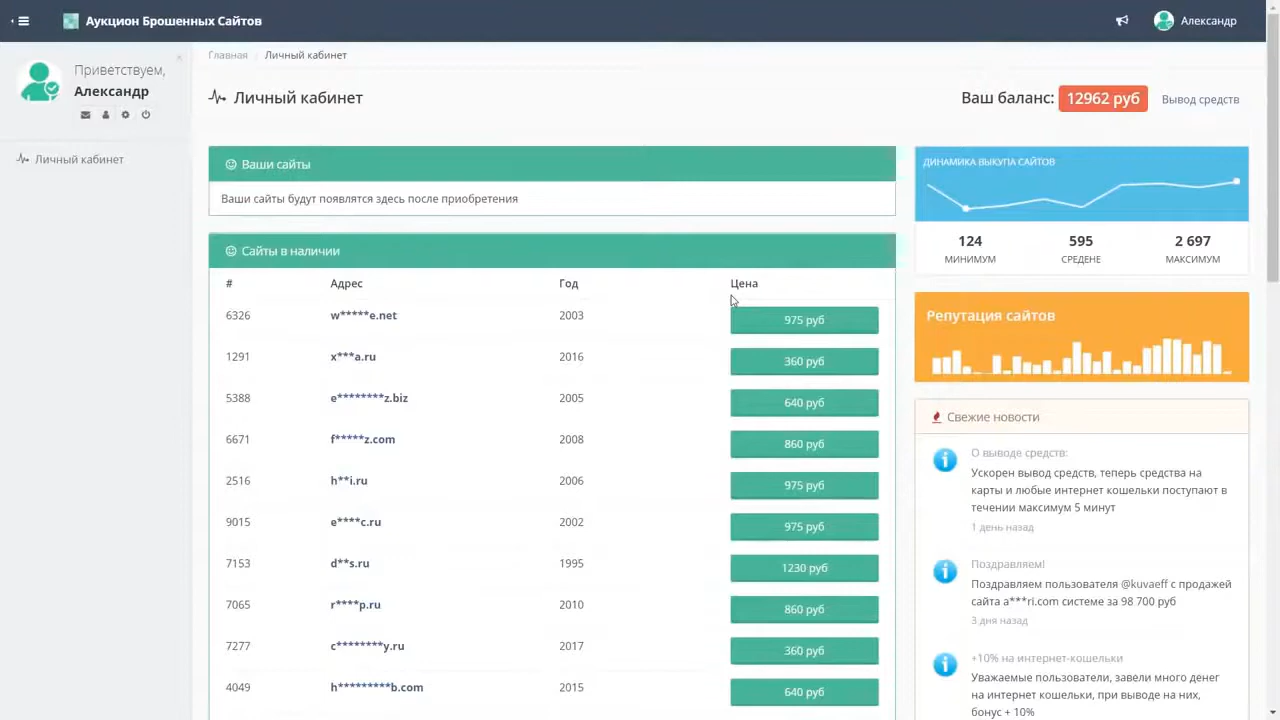 Аукцион Брошенных Сайтов
Александр
Приветствуем,
Александр
Личный кабинет
Главная / Личный кабинет
Личный кабинет
Ваш баланс: 12962 руб Вывод средств
Ваши сайты
Ваши сайты будут появлятся здесь после приобретения
Сайты в наличии
# Адрес Год Цена
6326 w*****e.net 2003 975 руб
1291 x***a.ru 2016 360 руб
5388 e********z.biz 2005 640 руб
6671 f*****z.com 2008 860 руб
2516 h**i.ru 2006 975 руб
9015 e****c.ru 2002 975 руб
7153 d**s.ru 1995 1230 руб
7065 r****p.ru 2010 860 руб
7277 c********y.ru 2017 360 руб
4049 h*********b.com 2015 640 руб
ДИНАМИКА ВЫКУПА САЙТОВ
124 595 2 697
МИНИМУМ СРЕДЕНЕ МАКСИМУМ
Репутация сайтов
Свежие новости
О выводе средств:
Ускорен вывод средств, теперь средства на
карты и любые интернет кошельки поступают в
течении максимум 5 минут
1 день назад
Поздравляем!
Поздравляем пользователя @kuvaeff с продажей
сайта a***ri.com системе за 98 700 руб
3 дня назад
+10% на интернет-кошельки
Уважаемые пользователи, завели много денег
на интернет кошельки, при выводе на них,
бонус + 10%